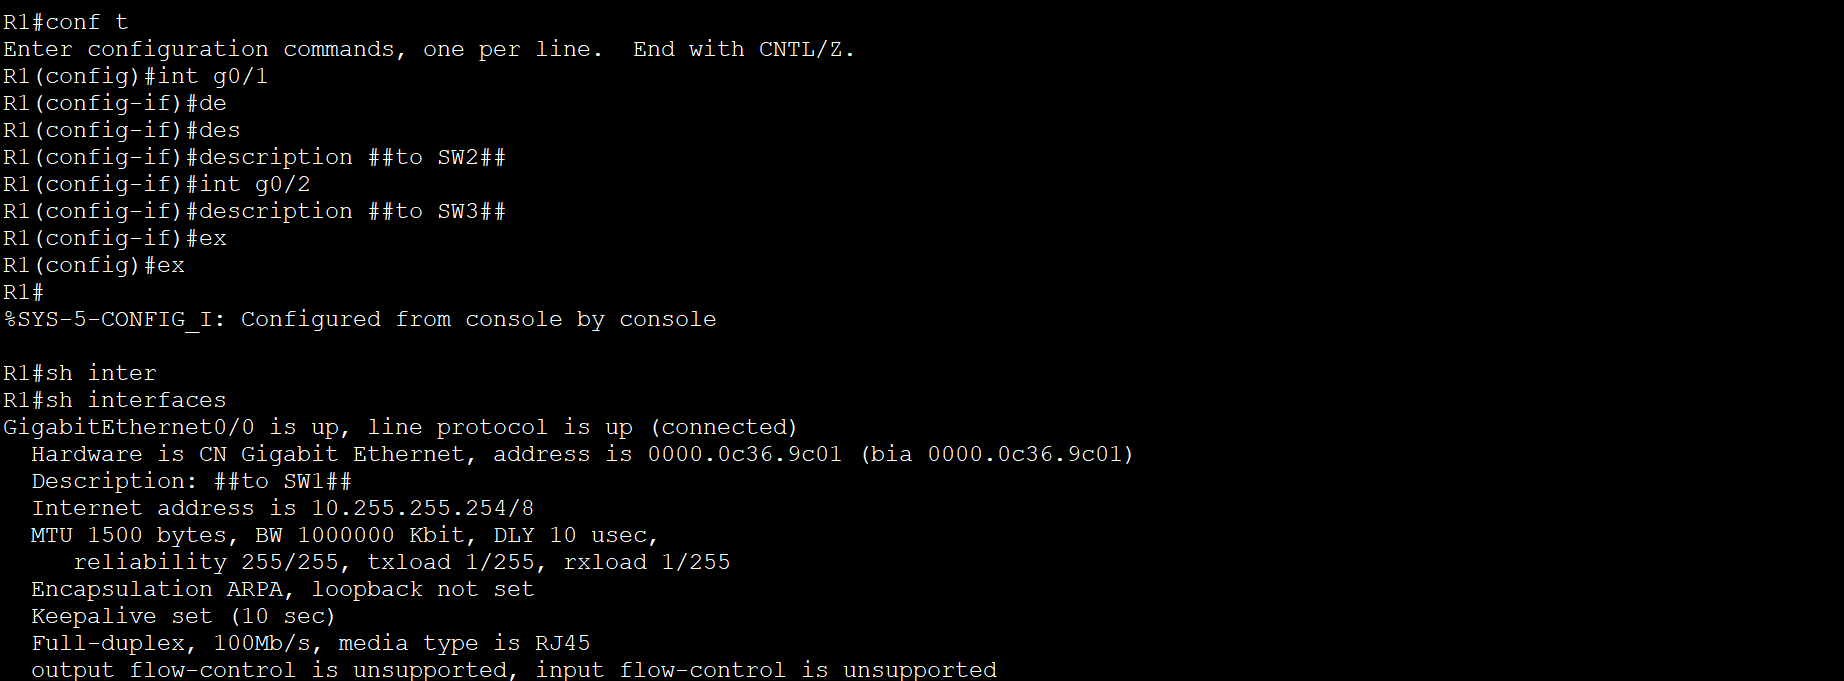 R1#conf t
Enter configuration commands, one per line.  End with CNTL/Z.
R1(config)#int g0/1
R1(config-if)#de
R1(config-if)#des
R1(config-if)#description ##to SW2##
R1(config-if)#int g0/2
R1(config-if)#description ##to SW3##
R1(config-if)#ex
R1(config)#ex
R1#
%SYS-5-CONFIG_I: Configured from console by console
R1#sh inter
R1#sh interfaces
GigabitEthernet0/0 is up, line protocol is up (connected)
  Hardware is CN Gigabit Ethernet, address is 0000.0c36.9c01 (bia 0000.0c36.9c01)
  Description: ##to SW1##
  Internet address is 10.255.255.254/8
  MTU 1500 bytes, BW 1000000 Kbit, DLY 10 usec,
     reliability 255/255, txload 1/255, rxload 1/255
  Encapsulation ARPA, loopback not set
  Keepalive set (10 sec)
  Full-duplex, 100Mb/s, media type is RJ45
  output flow-control is unsupported, input flow-control is unsupported